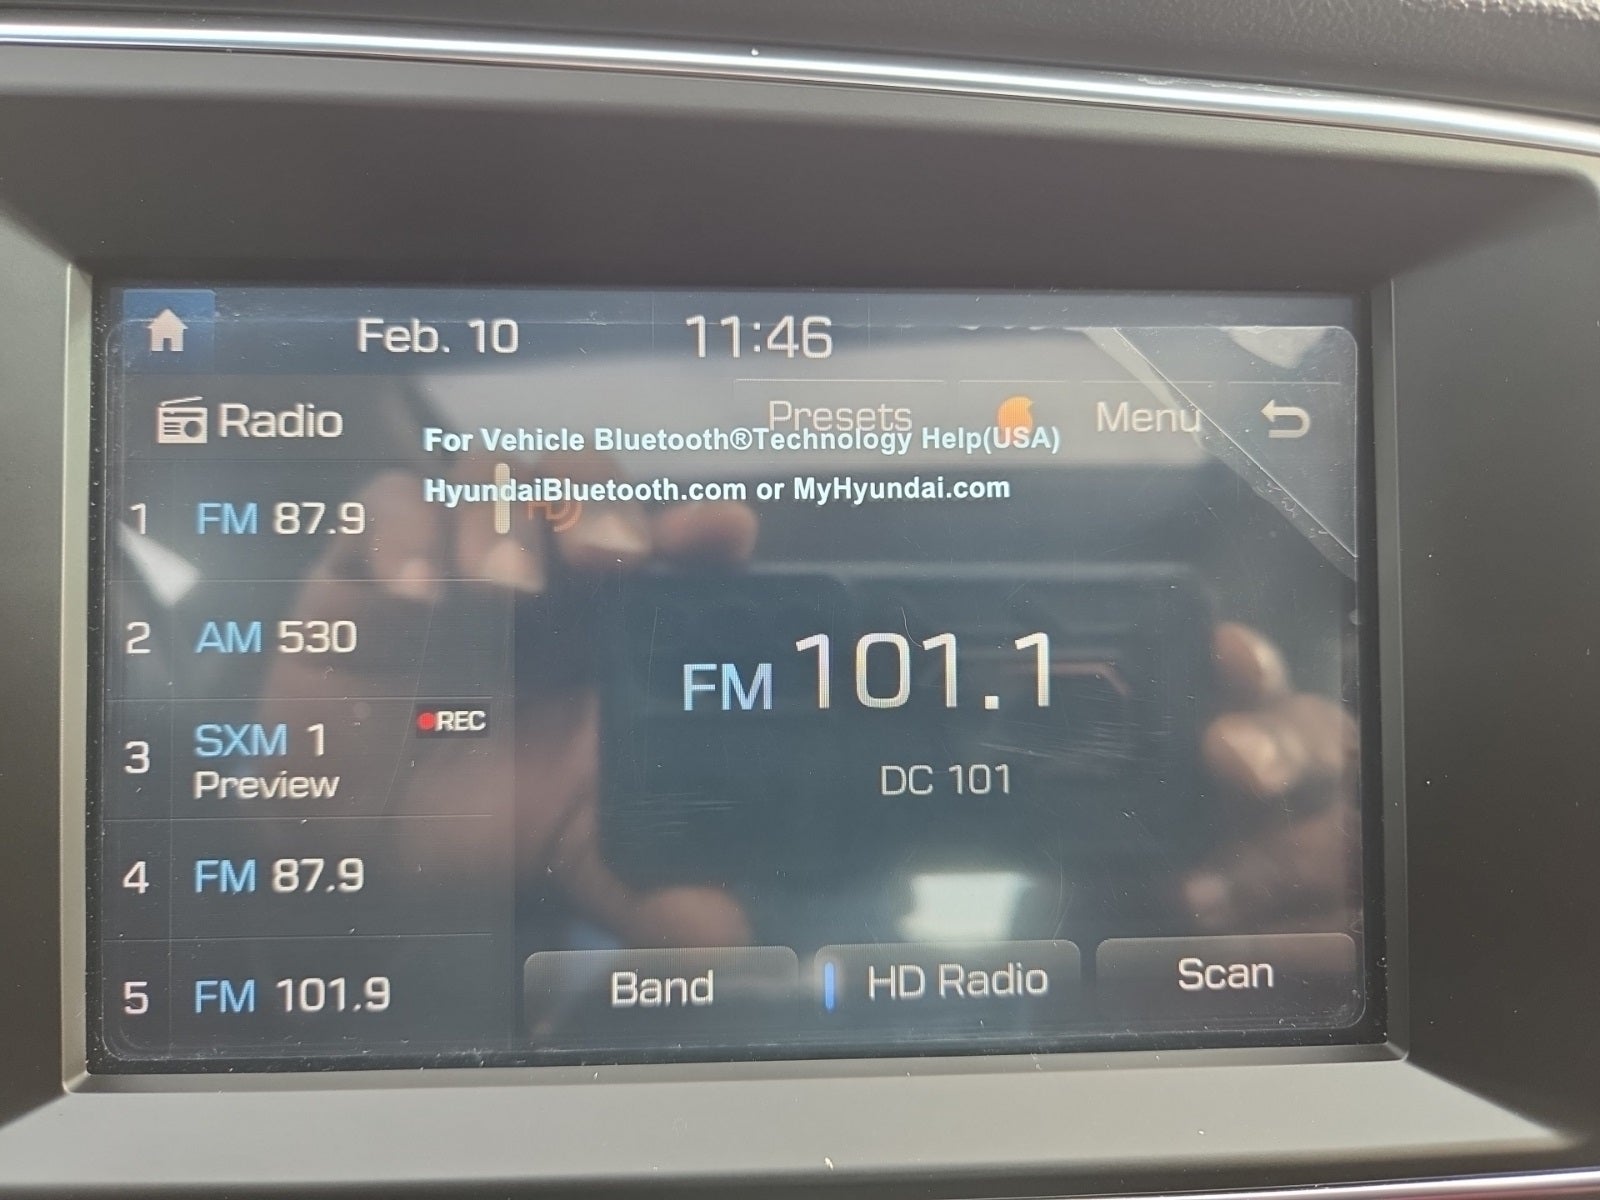 Feb. 10 11:46
Radio Presets Menu
For Vehicle Bluetooth®Technology Help(USA)
HyundaiBluetooth.com or MyHyundai.com
1 FM 87.9
HD
2 AM 530
FM 101.1
DC 101
3 SXM 1 REC
Preview
4 FM 87.9
5 FM 101.9
Band HD Radio Scan